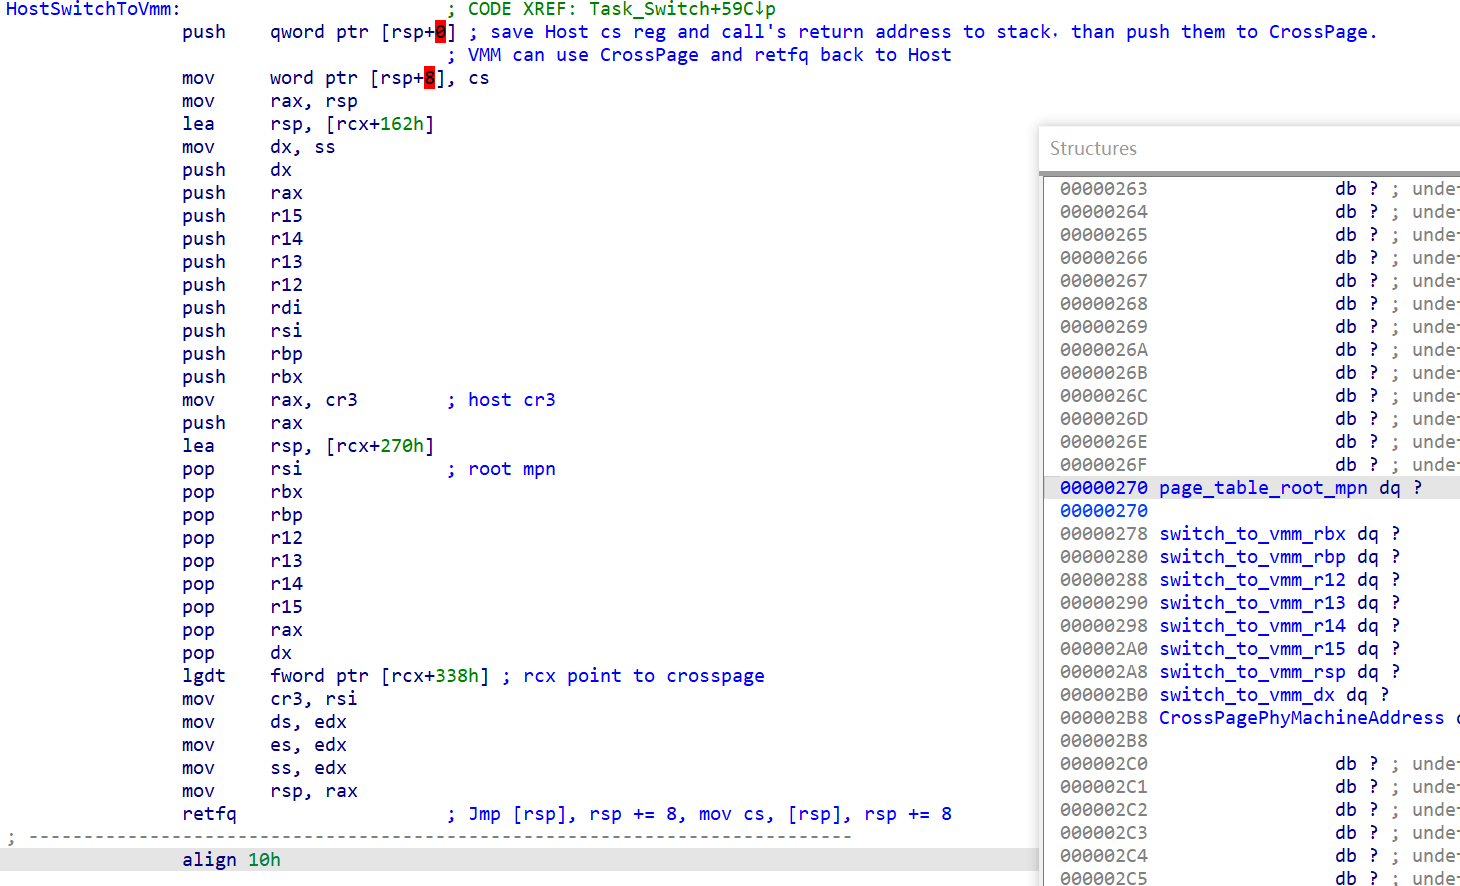 HostSwitchToVmm: ; CODE XREF: Task_Switch+59C↓p
push qword ptr [rsp+0] ; save Host cs reg and call's return address to stack，than push them to CrossPage.
; VMM can use CrossPage and retfq back to Host
mov word ptr [rsp+8], cs
mov rax, rsp
lea rsp, [rcx+162h]
mov dx, ss
push dx
push rax
push r15
push r14
push r13
push r12
push rdi
push rsi
push rbp
push rbx
mov rax, cr3 ; host cr3
push rax
lea rsp, [rcx+270h]
pop rsi ; root mpn
pop rbx
pop rbp
pop r12
pop r13
pop r14
pop r15
pop rax
pop dx
lgdt fword ptr [rcx+338h] ; rcx point to crosspage
mov cr3, rsi
mov ds, edx
mov es, edx
mov ss, edx
mov rsp, rax
retfq ; Jmp [rsp], rsp += 8, mov cs, [rsp], rsp += 8
; ---------------------------------------------------------------------------
align 10h
Structures
00000263 db ? ; unde
00000264 db ? ; unde
00000265 db ? ; unde
00000266 db ? ; unde
00000267 db ? ; unde
00000268 db ? ; unde
00000269 db ? ; unde
0000026A db ? ; unde
0000026B db ? ; unde
0000026C db ? ; unde
0000026D db ? ; unde
0000026E db ? ; unde
0000026F db ? ; unde
00000270 page_table_root_mpn dq ?
00000270
00000278 switch_to_vmm_rbx dq ?
00000280 switch_to_vmm_rbp dq ?
00000288 switch_to_vmm_r12 dq ?
00000290 switch_to_vmm_r13 dq ?
00000298 switch_to_vmm_r14 dq ?
000002A0 switch_to_vmm_r15 dq ?
000002A8 switch_to_vmm_rsp dq ?
000002B0 switch_to_vmm_dx dq ?
000002B8 CrossPagePhyMachineAddress
000002B8
000002C0 db ? ; unde
000002C1 db ? ; unde
000002C2 db ? ; unde
000002C3 db ? ; unde
000002C4 db ? ; unde
000002C5 db ? ; unde